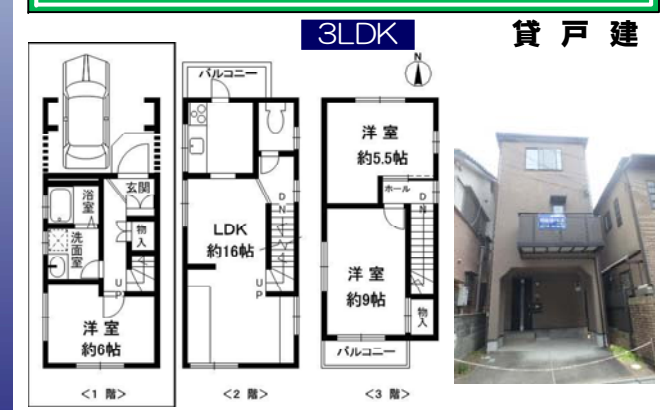 3LDK
貸戸建
N
バルコニー
玄関
浴室
洗面室
物入
UP
洋室
約6帖
<1 階>
DN
LDK
約16帖
UP
<2 階>
洋室
約5.5帖
ホール
DN
洋室
約9帖
物入
バルコニー
<3 階>